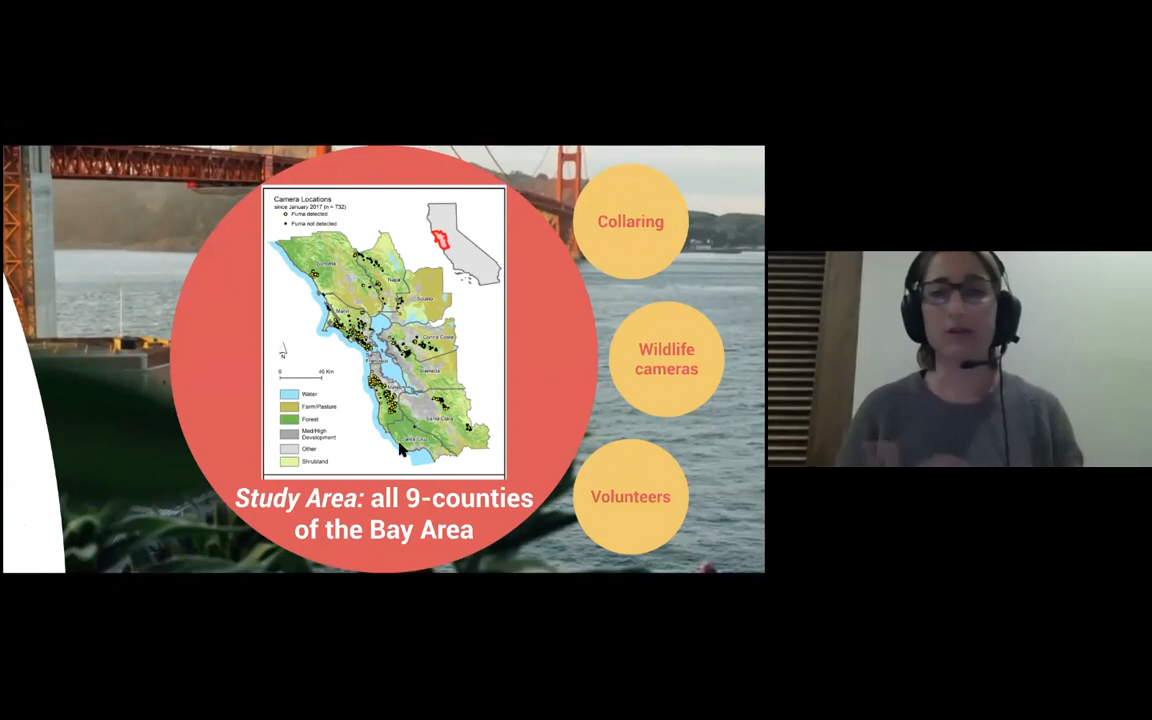 Camera Locations
since January 2017 (n = 732)
Puma detected
Puma not detected
Sonoma
Napa
Solano
Marin
Contra Costa
San
Francisco
Alameda
Mateo
Santa Clara
Santa Cruz
N
0 40 Km
Water
Farm/Pasture
Forest
Med/High
Development
Other
Shrubland
Study Area: all 9-counties
of the Bay Area
Collaring
Wildlife
cameras
Volunteers